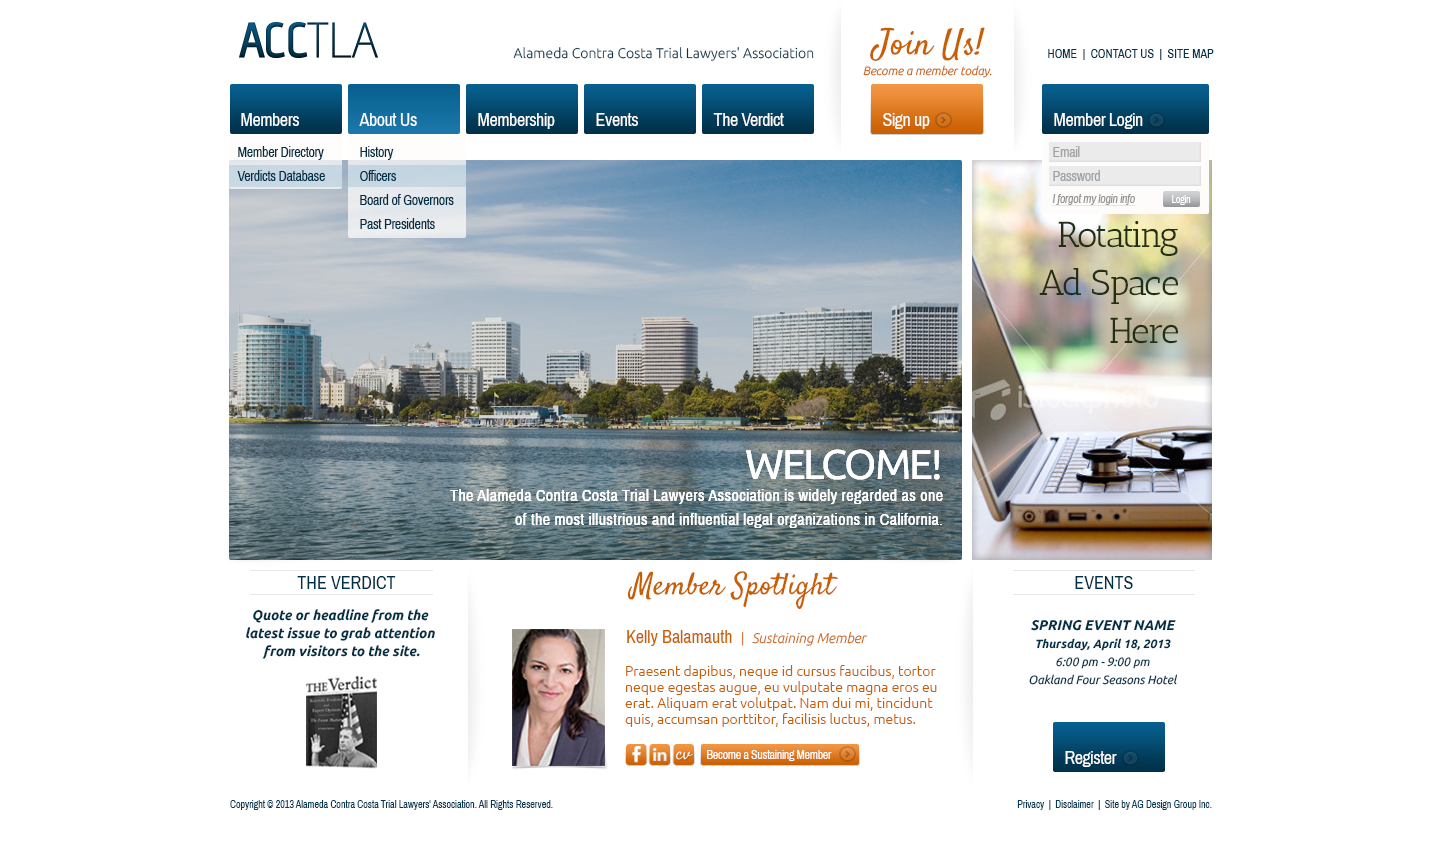 ACCTLA
Alameda Contra Costa Trial Lawyers' Association
Join Us!
Become a member today.
HOME | CONTACT US | SITE MAP
Members
About Us
Membership
Events
The Verdict
Sign up
Member Login
Member Directory
Verdicts Database
History
Officers
Board of Governors
Past Presidents
Email
Password
I forgot my login info
Login
Rotating
Ad Space
Here
iStockphoto
WELCOME!
The Alameda Contra Costa Trial Lawyers Association is widely regarded as one
of the most illustrious and influential legal organizations in California.
THE VERDICT
Quote or headline from the
latest issue to grab attention
from visitors to the site.
THE Verdict
Member Spotlight
Kelly Balamauth | Sustaining Member
Praesent dapibus, neque id cursus faucibus, tortor
neque egestas augue, eu vulputate magna eros eu
erat. Aliquam erat volutpat. Nam dui mi, tincidunt
quis, accumsan porttitor, facilisis luctus, metus.
f in cv
Become a Sustaining Member
EVENTS
SPRING EVENT NAME
Thursday, April 18, 2013
6:00 pm - 9:00 pm
Oakland Four Seasons Hotel
Register
Copyright © 2013 Alameda Contra Costa Trial Lawyers' Association. All Rights Reserved.
Privacy | Disclaimer | Site by AG Design Group Inc.